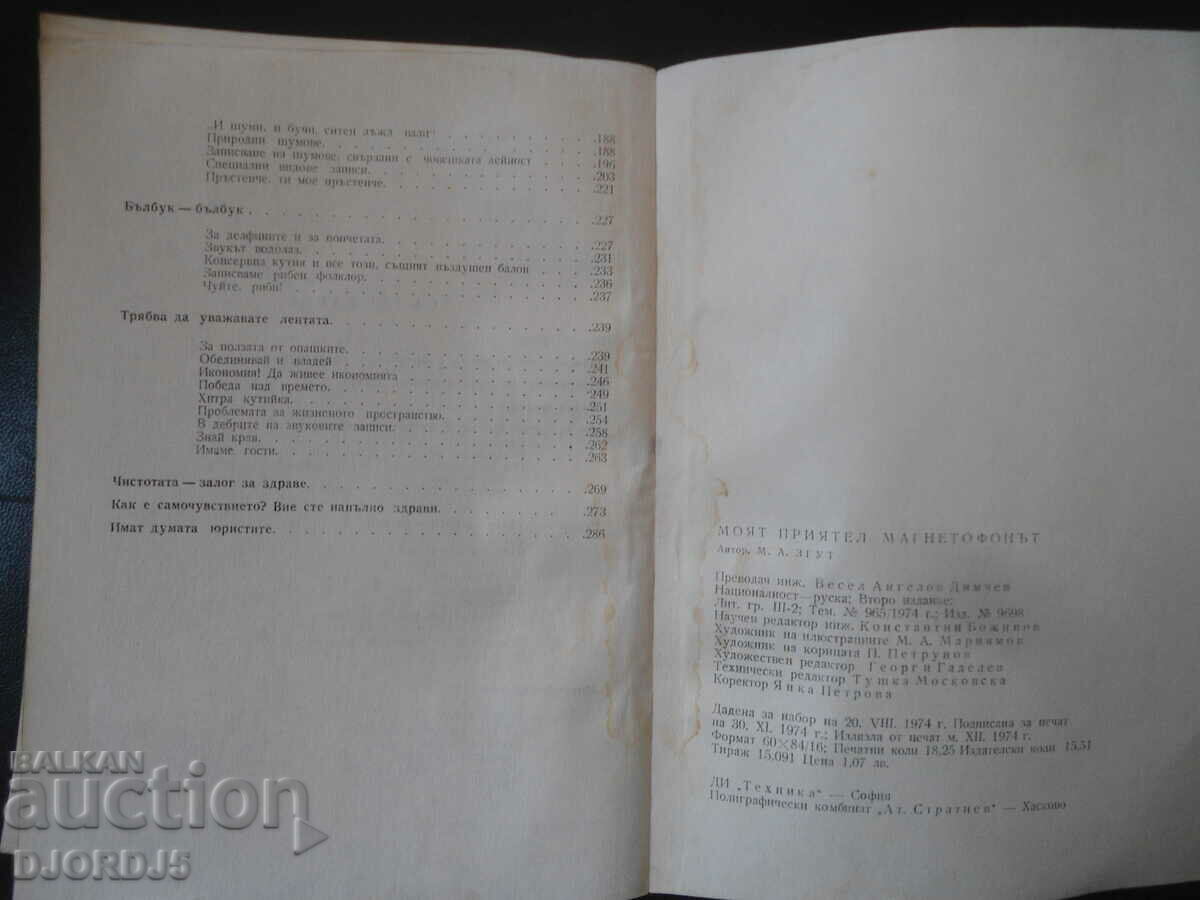 „И шуми, и бучи, ситен дъжд вали“ . . . . . . . . . .188
Природни шумове. . . . . . . . . . .188
Записване на шумове, свързани с човешката дейност . . .196
Специални видове записи. . . . . . . . . .203
Пръстенче, ти мое пръстенче. . . . . . . . . .221
Бълбук — бълбук . . . . . . . . . . . .227
За делфините и за пончетата. . . . . . . . . .227
Звукът водолаз. . . . . . . . . . . .231
Консервна кутия и все този, същият въздушен балон . . .233
Записваме рибен фолклор. . . . . . . . . .236
Чуйте, риби! . . . . . . . . . . . .237
Трябва да уважавате лентата. . . . . . . . . .239
За ползата от опашките. . . . . . . . . .239
Обединявай и владей . . . . . . . . . .241
Икономия! Да живее икономията . . . . . . . .246
Победа над времето. . . . . . . . . . .249
Хитра кутийка. . . . . . . . . . . .251
Проблемата за жизненото пространство. . . . . . .254
В дебрите на звуковите записи. . . . . . . . .258
Знай край. . . . . . . . . . . . .262
Имаме гости. . . . . . . . . . . .263
Чистотата — залог за здраве. . . . . . . . . .269
Как е самочувствието? Вие сте напълно здрави. . . . . .273
Имат думата юристите. . . . . . . . . . .286
МОЯТ ПРИЯТЕЛ МАГНЕТОФОНЪТ
Автор, М. А. ЗГУТ
Преводач инж. Весел Ангелов Димчев
Националност—руска; Второ издание;
Лит. гр. III-2; Тем. № 965/1974 г.; Изд. № 9698
Научен редактор инж. Константин Божинов
Художник на илюстрациите М. А. Мариямов
Художник на корицата П. Петрунов
Художествен редактор Георги Гаделев
Технически редактор Тушка Московска
Коректор Янка Петрова
Дадена за набор на 20. VIII. 1974 г. Подписана за печат
на 30. XI. 1974 г.; Излязла от печат м. XII. 1974 г.
Формат 60×84/16; Печатни коли 18,25 Издателски коли 15,51
Тираж 15,091 Цена 1,07 лв.
ДИ „Техника“ — София
Полиграфически комбинат „Ат. Стратиев“ — Хасково
BALKAN
auction
DJORDJ5